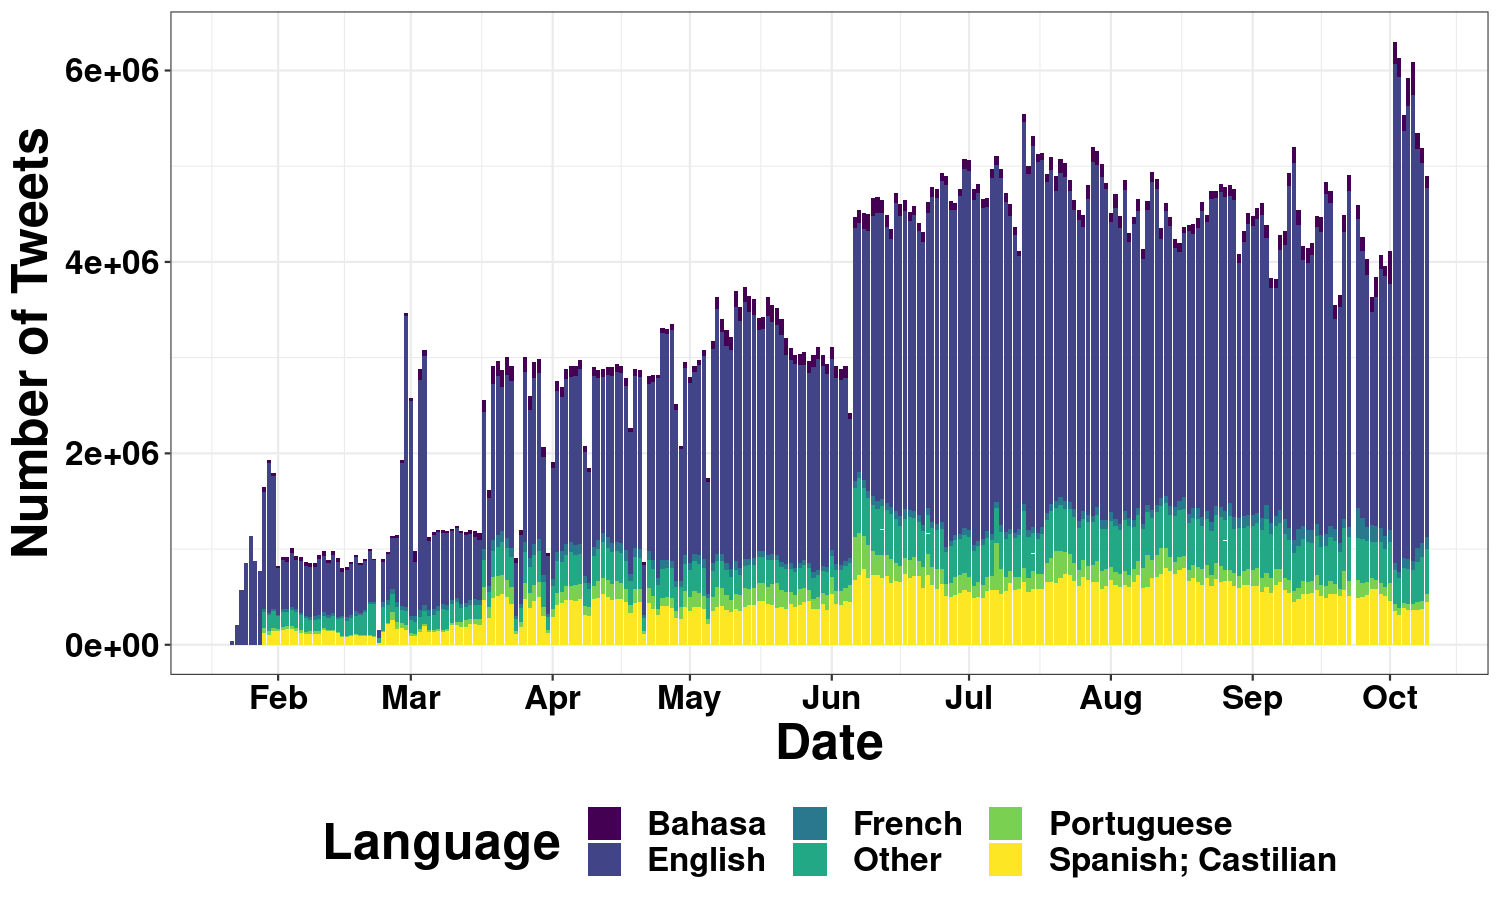 Number of Tweets
6e+06
4e+06
2e+06
0e+00
Feb Mar Apr May Jun Jul Aug Sep Oct
Date
Language
Bahasa French Portuguese
English Other Spanish; Castilian